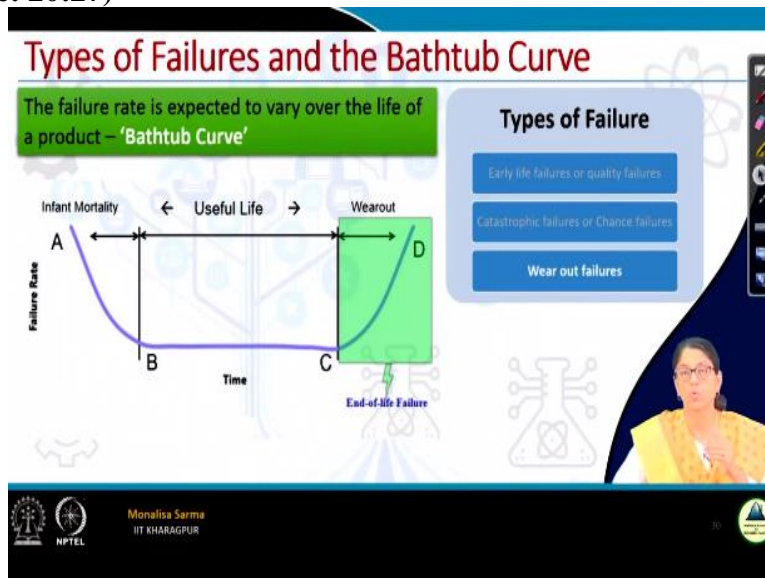 Types of Failures and the Bathtub Curve
The failure rate is expected to vary over the life of
a product – 'Bathtub Curve'
Types of Failure
Early life failures or quality failures
Catastrophic failures or Chance failures
Wear out failures
Infant Mortality
← Useful Life →
Wearout
A
D
Failure Rate
B
C
Time
End-of-life Failure
Monalisa Sarma
IIT KHARAGPUR
NPTEL